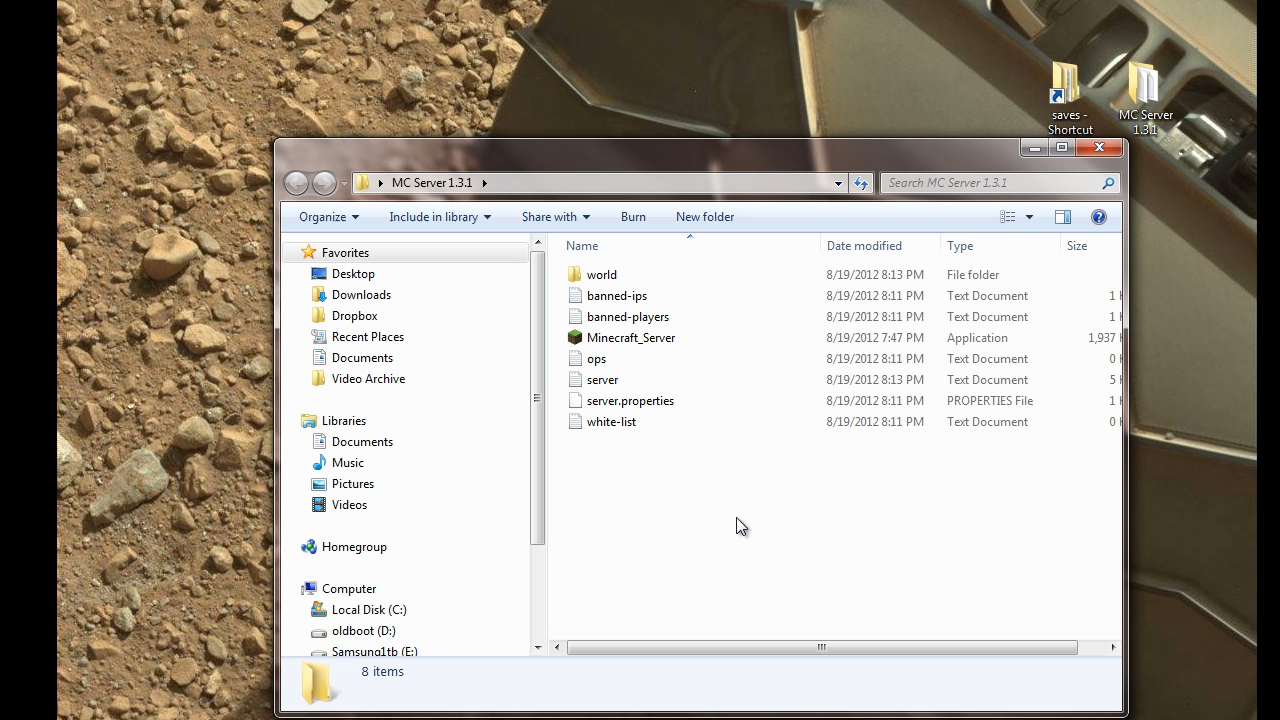 saves -
Shortcut
MC Server
1.3.1
MC Server 1.3.1
Search MC Server 1.3.1
Organize Include in library Share with Burn New folder
Favorites
Desktop
Downloads
Dropbox
Recent Places
Documents
Video Archive
Libraries
Documents
Music
Pictures
Videos
Homegroup
Computer
Local Disk (C:)
oldboot (D:)
Samsung1tb (E:)
Name Date modified Type Size
world 8/19/2012 8:13 PM File folder
banned-ips 8/19/2012 8:11 PM Text Document 1
banned-players 8/19/2012 8:11 PM Text Document 1
Minecraft_Server 8/19/2012 7:47 PM Application 1,937
ops 8/19/2012 8:11 PM Text Document 0
server 8/19/2012 8:13 PM Text Document 5
server.properties 8/19/2012 8:11 PM PROPERTIES File 1
white-list 8/19/2012 8:11 PM Text Document 0
8 items